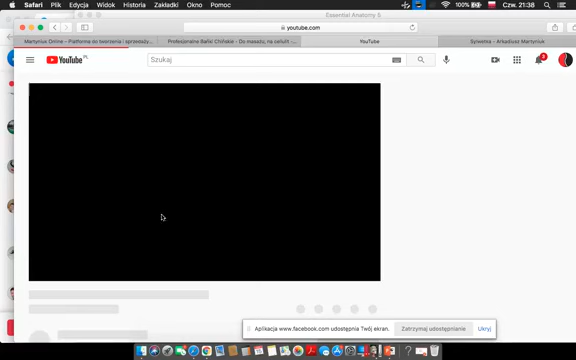 Safari Plik Edycja Widok Historia Zakładki Okno Pomoc 100% Czw. 21:38
Essential Anatomy 5
youtube.com
Martyniuk Online – Platforma do tworzenia i sprzedaży... Profesjonalne Bańki Chińskie - Do masażu, na cellulit -... YouTube Sylwetka - Arkadiusz Martyniuk
YouTube PL Szukaj
Aplikacja www.facebook.com udostępnia Twój ekran. Zatrzymaj udostępnianie Ukryj